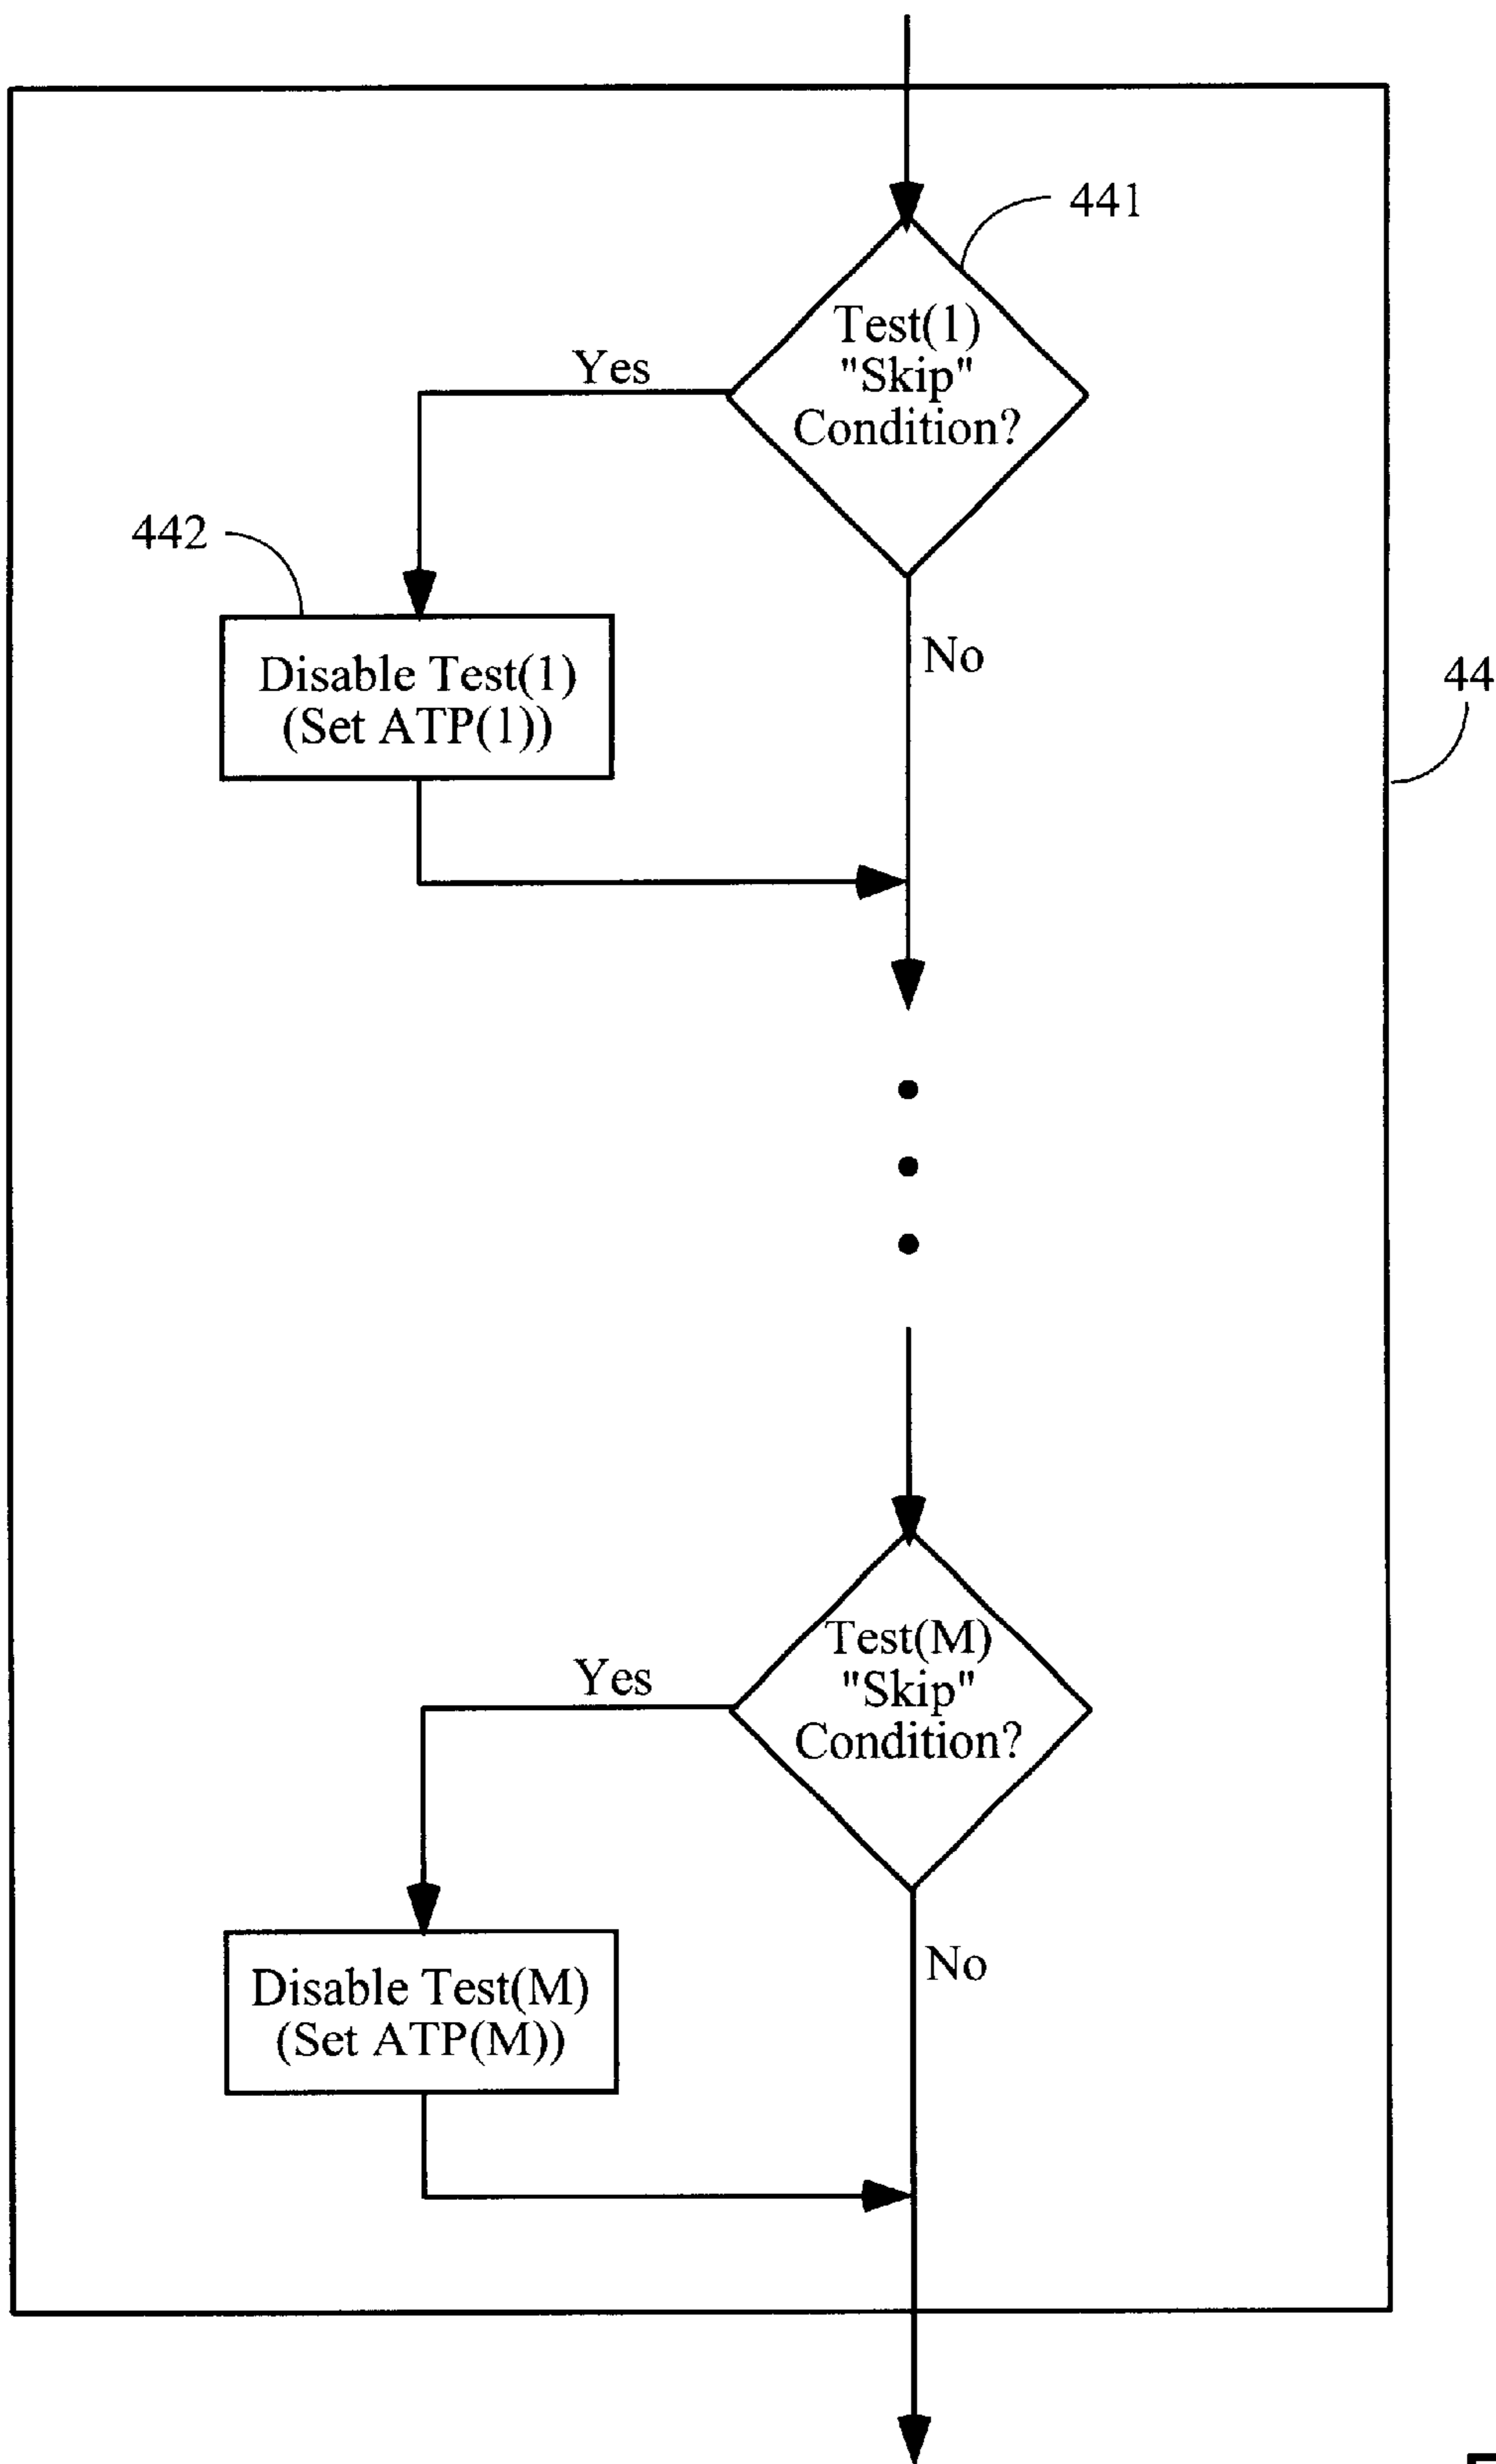 441
Test(1)
"Skip"
Condition?
Yes
442
No
Disable Test(1)
(Set ATP(1))
44
Test(M)
"Skip"
Condition?
Yes
No
Disable Test(M)
(Set ATP(M))